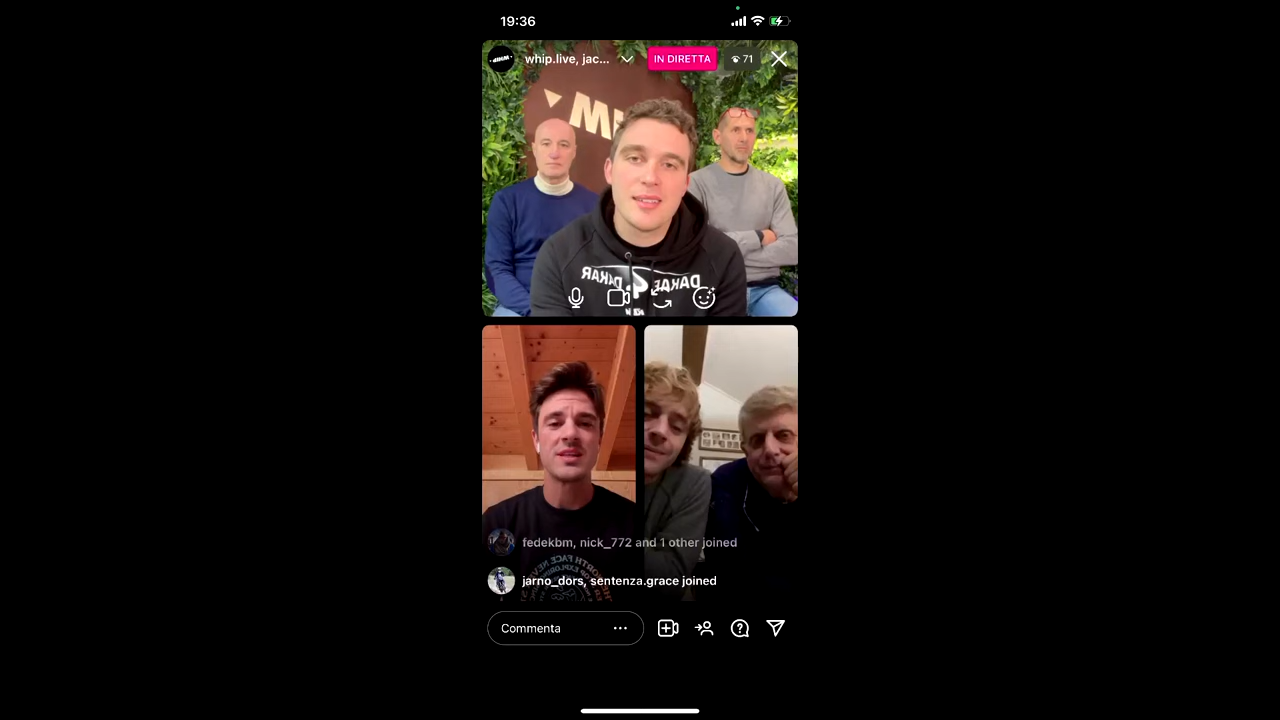 19:36
whip.live, jac...
IN DIRETTA
71
DAKAR DAKAR
fedekbm, nick_772 and 1 other joined
jarno_dors, sentenza.grace joined
Commenta